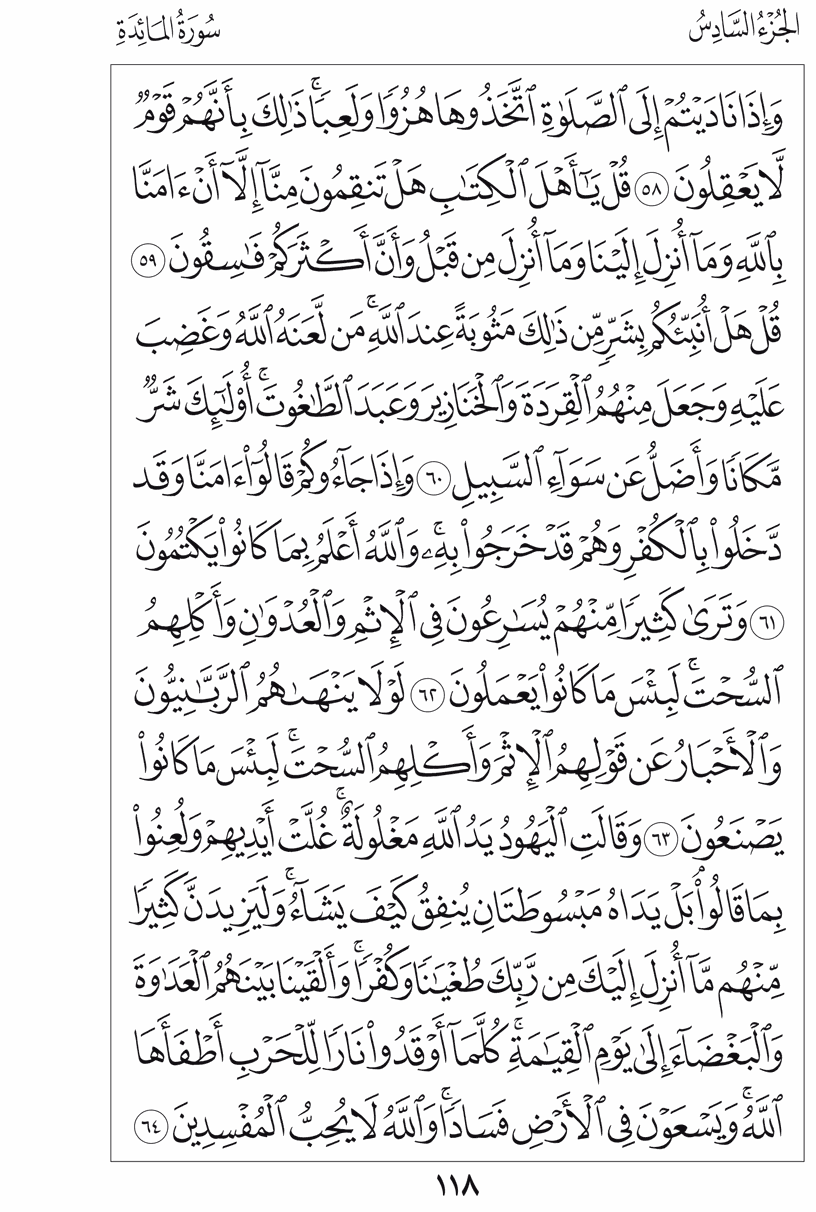 الجُزْءُ السَّادِسُ
سُورَةُ المَائِدَةِ
وَإِذَا نَادَيْتُمْ إِلَى ٱلصَّلَوٰةِ ٱتَّخَذُوهَا هُزُوًا وَلَعِبًا ۚ ذَٰلِكَ بِأَنَّهُمْ قَوْمٌ
لَّا يَعْقِلُونَ ٥٨ قُلْ يَـٰٓأَهْلَ ٱلْكِتَـٰبِ هَلْ تَنقِمُونَ مِنَّآ إِلَّآ أَنْ ءَامَنَّا
بِٱللَّهِ وَمَآ أُنزِلَ إِلَيْنَا وَمَآ أُنزِلَ مِن قَبْلُ وَأَنَّ أَكْثَرَكُمْ فَـٰسِقُونَ ٥٩
قُلْ هَلْ أُنَبِّئُكُم بِشَرٍّ مِّن ذَٰلِكَ مَثُوبَةً عِندَ ٱللَّهِ ۚ مَن لَّعَنَهُ ٱللَّهُ وَغَضِبَ
عَلَيْهِ وَجَعَلَ مِنْهُمُ ٱلْقِرَدَةَ وَٱلْخَنَازِيرَ وَعَبَدَ ٱلطَّـٰغُوتَ ۚ أُو۟لَـٰٓئِكَ شَرٌّ
مَّكَانًا وَأَضَلُّ عَن سَوَآءِ ٱلسَّبِيلِ ٦٠ وَإِذَا جَآءُوكُمْ قَالُوٓا۟ ءَامَنَّا وَقَد
دَّخَلُوا۟ بِٱلْكُفْرِ وَهُمْ قَدْ خَرَجُوا۟ بِهِۦ ۚ وَٱللَّهُ أَعْلَمُ بِمَا كَانُوا۟ يَكْتُمُونَ
٦١ وَتَرَىٰ كَثِيرًا مِّنْهُمْ يُسَـٰرِعُونَ فِى ٱلْإِثْمِ وَٱلْعُدْوَٰنِ وَأَكْلِهِمُ
ٱلسُّحْتَ ۚ لَبِئْسَ مَا كَانُوا۟ يَعْمَلُونَ ٦٢ لَوْلَا يَنْهَىٰهُمُ ٱلرَّبَّـٰنِيُّونَ
وَٱلْأَحْبَارُ عَن قَوْلِهِمُ ٱلْإِثْمَ وَأَكْلِهِمُ ٱلسُّحْتَ ۚ لَبِئْسَ مَا كَانُوا۟
يَصْنَعُونَ ٦٣ وَقَالَتِ ٱلْيَهُودُ يَدُ ٱللَّهِ مَغْلُولَةٌ ۚ غُلَّتْ أَيْدِيهِمْ وَلُعِنُوا۟
بِمَا قَالُوا۟ ۘ بَلْ يَدَاهُ مَبْسُوطَتَانِ يُنفِقُ كَيْفَ يَشَآءُ ۚ وَلَيَزِيدَنَّ كَثِيرًا
مِّنْهُم مَّآ أُنزِلَ إِلَيْكَ مِن رَّبِّكَ طُغْيَـٰنًا وَكُفْرًا ۚ وَأَلْقَيْنَا بَيْنَهُمُ ٱلْعَدَٰوَةَ
وَٱلْبَغْضَآءَ إِلَىٰ يَوْمِ ٱلْقِيَـٰمَةِ ۚ كُلَّمَآ أَوْقَدُوا۟ نَارًا لِّلْحَرْبِ أَطْفَأَهَا
ٱللَّهُ ۚ وَيَسْعَوْنَ فِى ٱلْأَرْضِ فَسَادًا ۚ وَٱللَّهُ لَا يُحِبُّ ٱلْمُفْسِدِينَ ٦٤
١١٨